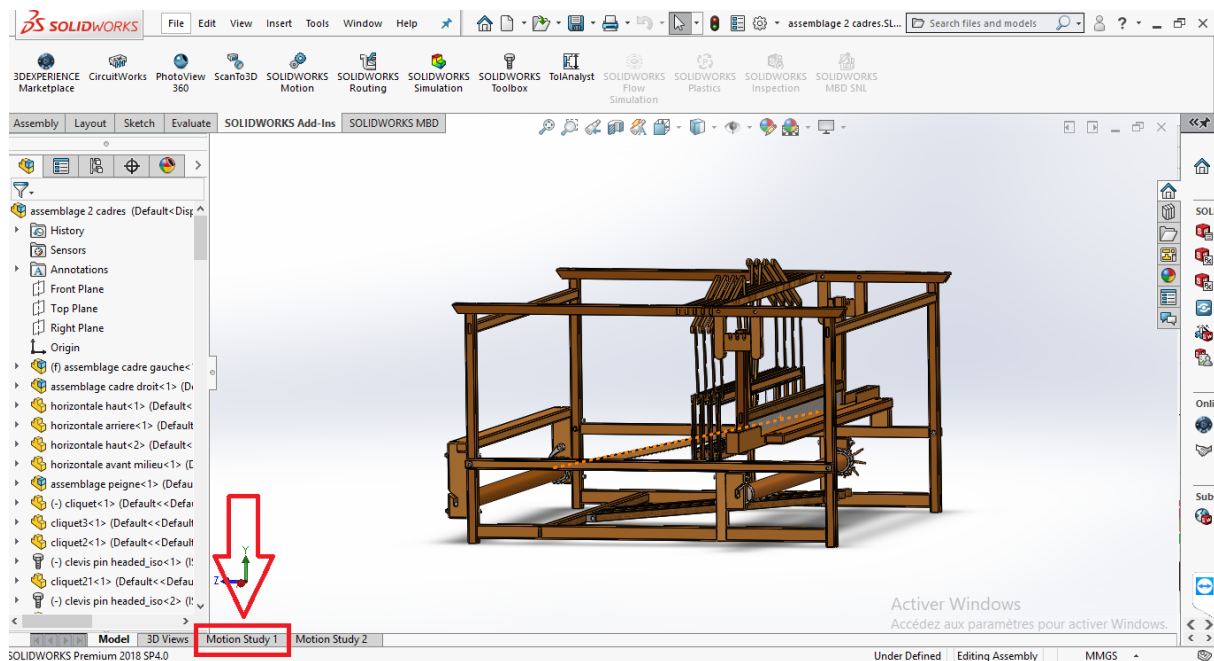 SOLIDWORKS File Edit View Insert Tools Window Help assemblage 2 cadres.SL... Search files and models ?
3DEXPERIENCE Marketplace
CircuitWorks
PhotoView 360
ScanTo3D
SOLIDWORKS Motion
SOLIDWORKS Routing
SOLIDWORKS Simulation
SOLIDWORKS Toolbox
TolAnalyst
SOLIDWORKS Flow Simulation
SOLIDWORKS Plastics
SOLIDWORKS Inspection
SOLIDWORKS MBD SNL
Assembly Layout Sketch Evaluate SOLIDWORKS Add-Ins SOLIDWORKS MBD
assemblage 2 cadres (Default<Disp
History
Sensors
Annotations
Front Plane
Top Plane
Right Plane
Origin
(f) assemblage cadre gauche<
assemblage cadre droit<1> (De
horizontale haut<1> (Default<
horizontale arriere<1> (Default
horizontale haut<2> (Default<
horizontale avant milieu<1> (D
assemblage peigne<1> (Defau
(-) cliquet<1> (Default<<Defau
cliquet3<1> (Default<<Default
cliquet2<1> (Default<<Default
(-) clevis pin headed_iso<1> (I
cliquet21<1> (Default<<Defau
(-) clevis pin headed_iso<2> (I
Y
Z
SOL
Onli
Sub
Activer Windows
Accédez aux paramètres pour activer Windows.
Model 3D Views Motion Study 1 Motion Study 2
SOLIDWORKS Premium 2018 SP4.0 Under Defined Editing Assembly MMGS